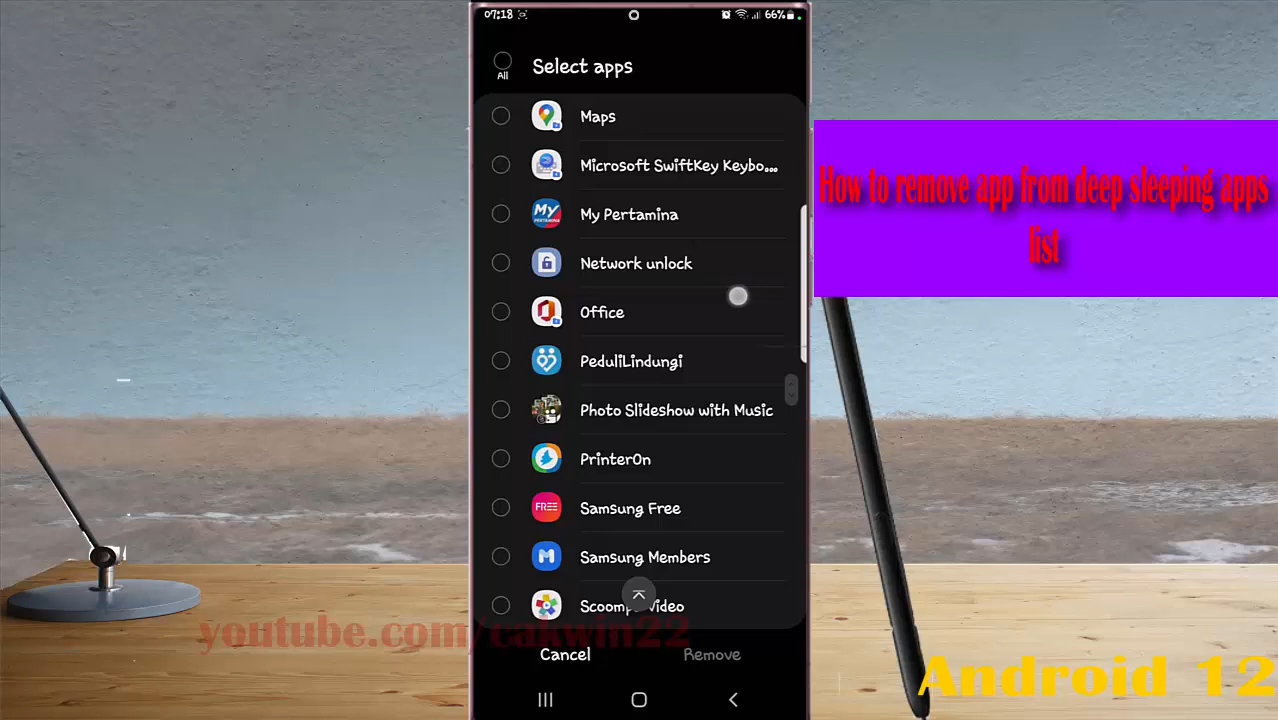 07:18
66%
All
Select apps
Maps
Microsoft SwiftKey Keybo...
My Pertamina
Network unlock
Office
PeduliLindungi
Photo Slideshow with Music
PrinterOn
FREE
Samsung Free
Samsung Members
Scoompa Video
Cancel
Remove
How to remove app from deep sleeping apps
list
youtube.com/cakwin22
Android 12